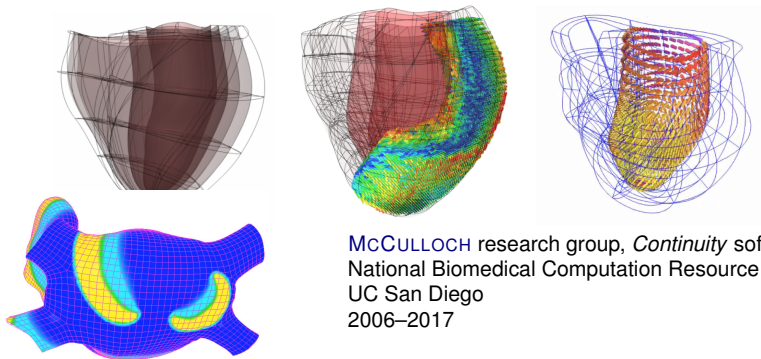 MCCULLOCH research group, Continuity
National Biomedical Computation Resource
UC San Diego
2006–2017